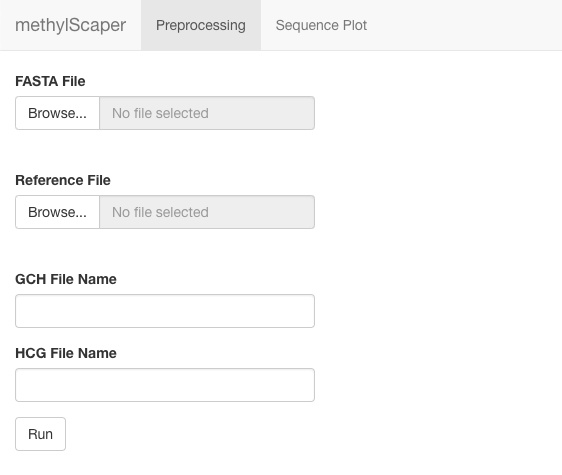 methylScaper Preprocessing Sequence Plot
FASTA File
Browse... No file selected
Reference File
Browse... No file selected
GCH File Name
HCG File Name
Run